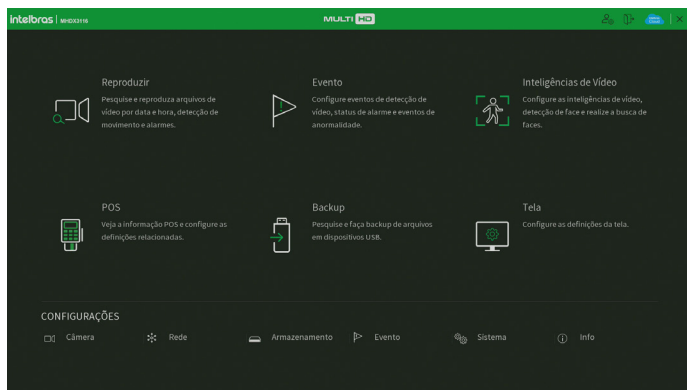 intelbras | MHDX3116
MULTI HD
Reproduzir
Pesquise e reproduza arquivos de
vídeo por data e hora, detecção de
movimento e alarmes.
Evento
Configure eventos de detecção de
vídeo, status de alarme e eventos de
anormalidade.
Inteligências de Vídeo
Configure as inteligências de vídeo,
detecção de face e realize a busca de
faces.
POS
Veja a informação POS e configure as
definições relacionadas.
Backup
Pesquise e faça backup de arquivos
em dispositivos USB.
Tela
Configure as definições da tela.
CONFIGURAÇÕES
Câmera
Rede
Armazenamento
Evento
Sistema
Info